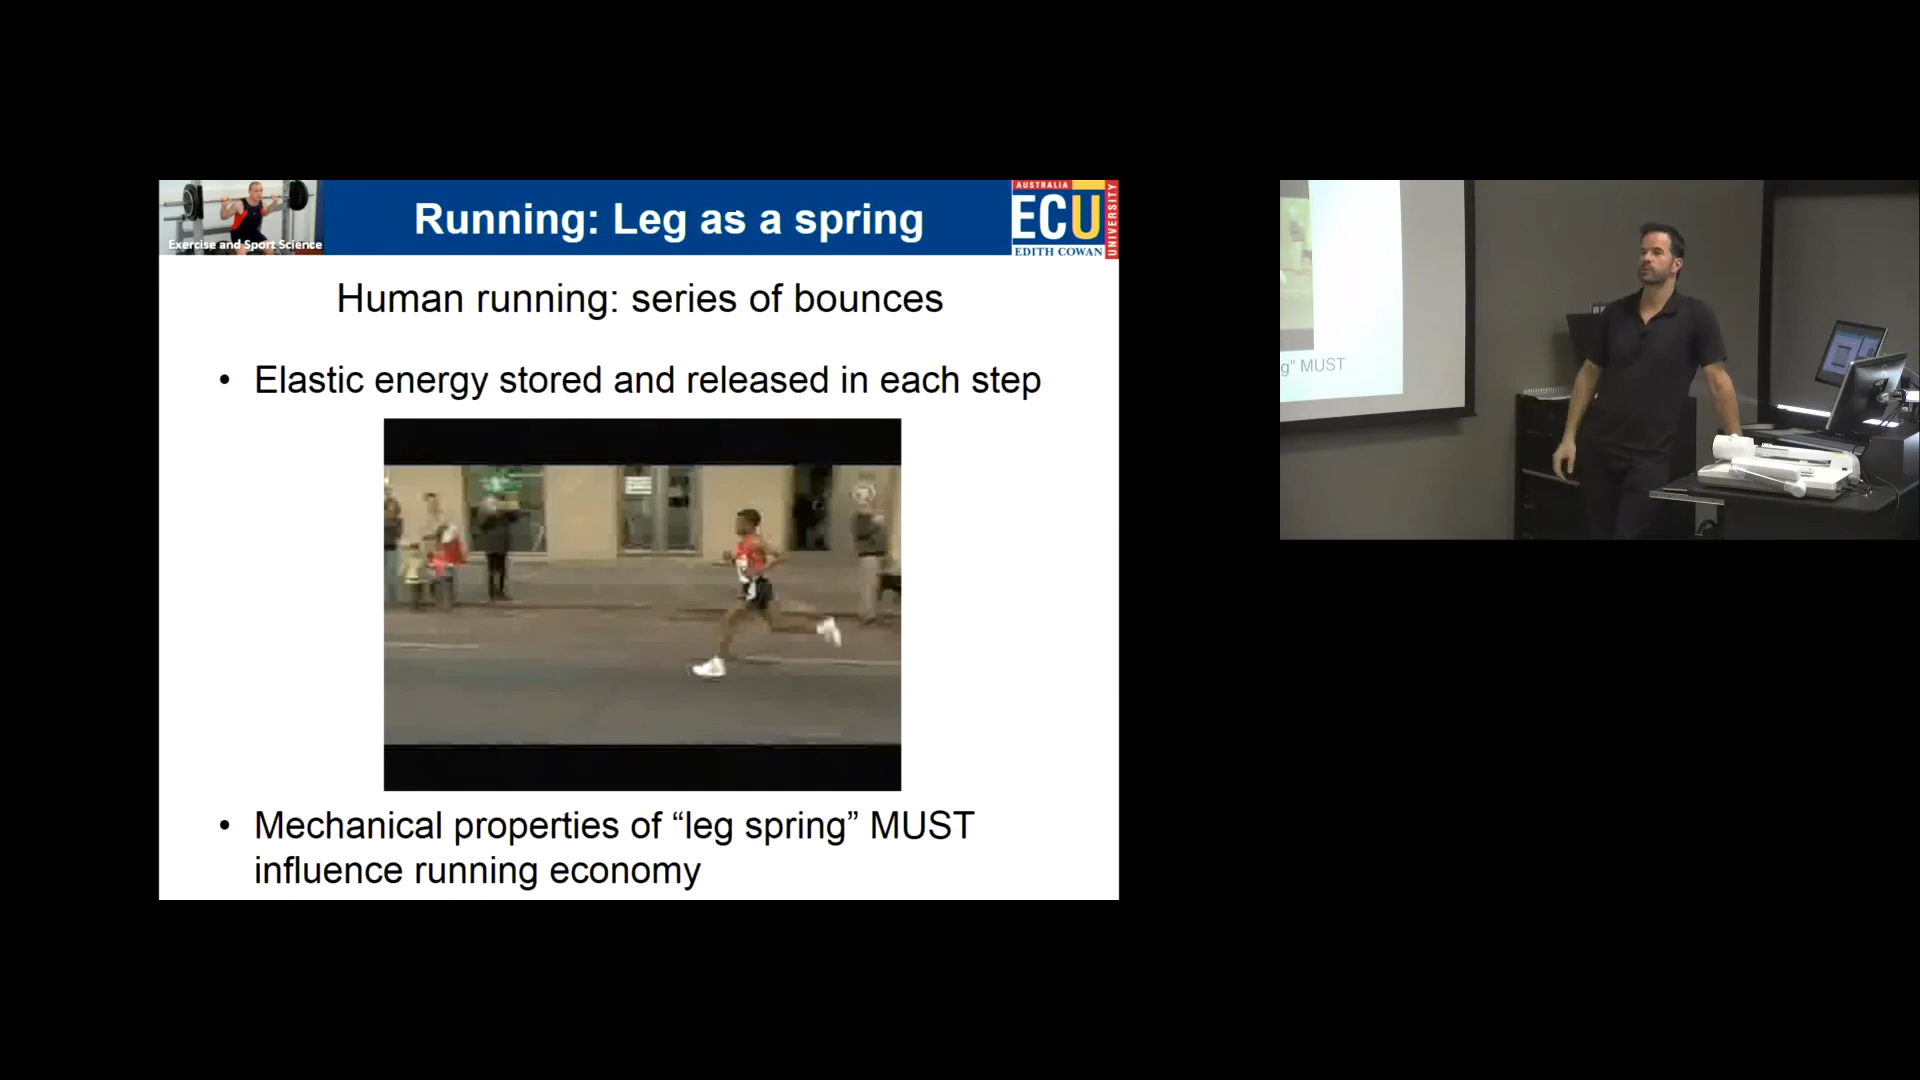 Exercise and Sport Science
Running: Leg as a spring
AUSTRALIA
ECU
EDITH COWAN
UNIVERSITY
Human running: series of bounces
• Elastic energy stored and released in each step
• Mechanical properties of “leg spring” MUST
influence running economy
g” MUST